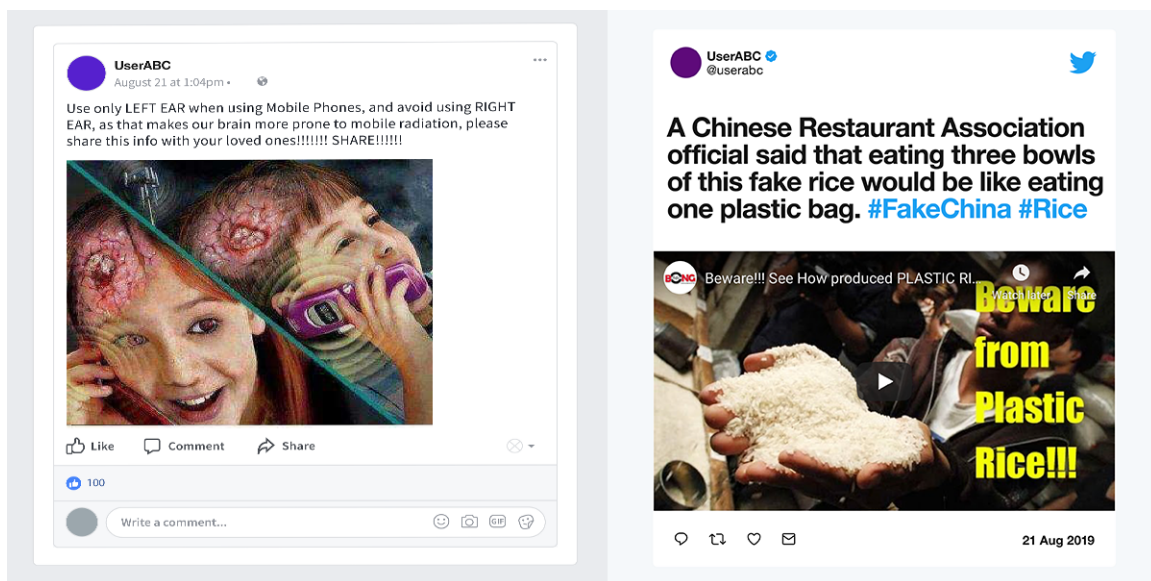 UserABC
August 21 at 1:04pm •
Use only LEFT EAR when using Mobile Phones, and avoid using RIGHT
EAR, as that makes our brain more prone to mobile radiation, please
share this info with your loved ones!!!!!!! SHARE!!!!!!
Like Comment Share
100
Write a comment...
GIF
UserABC
@userabc
A Chinese Restaurant Association
official said that eating three bowls
of this fake rice would be like eating
one plastic bag. #FakeChina #Rice
BONG Beware!!! See How produced PLASTIC RI...
Watch later Share
Beware
from
Plastic
Rice!!!
21 Aug 2019